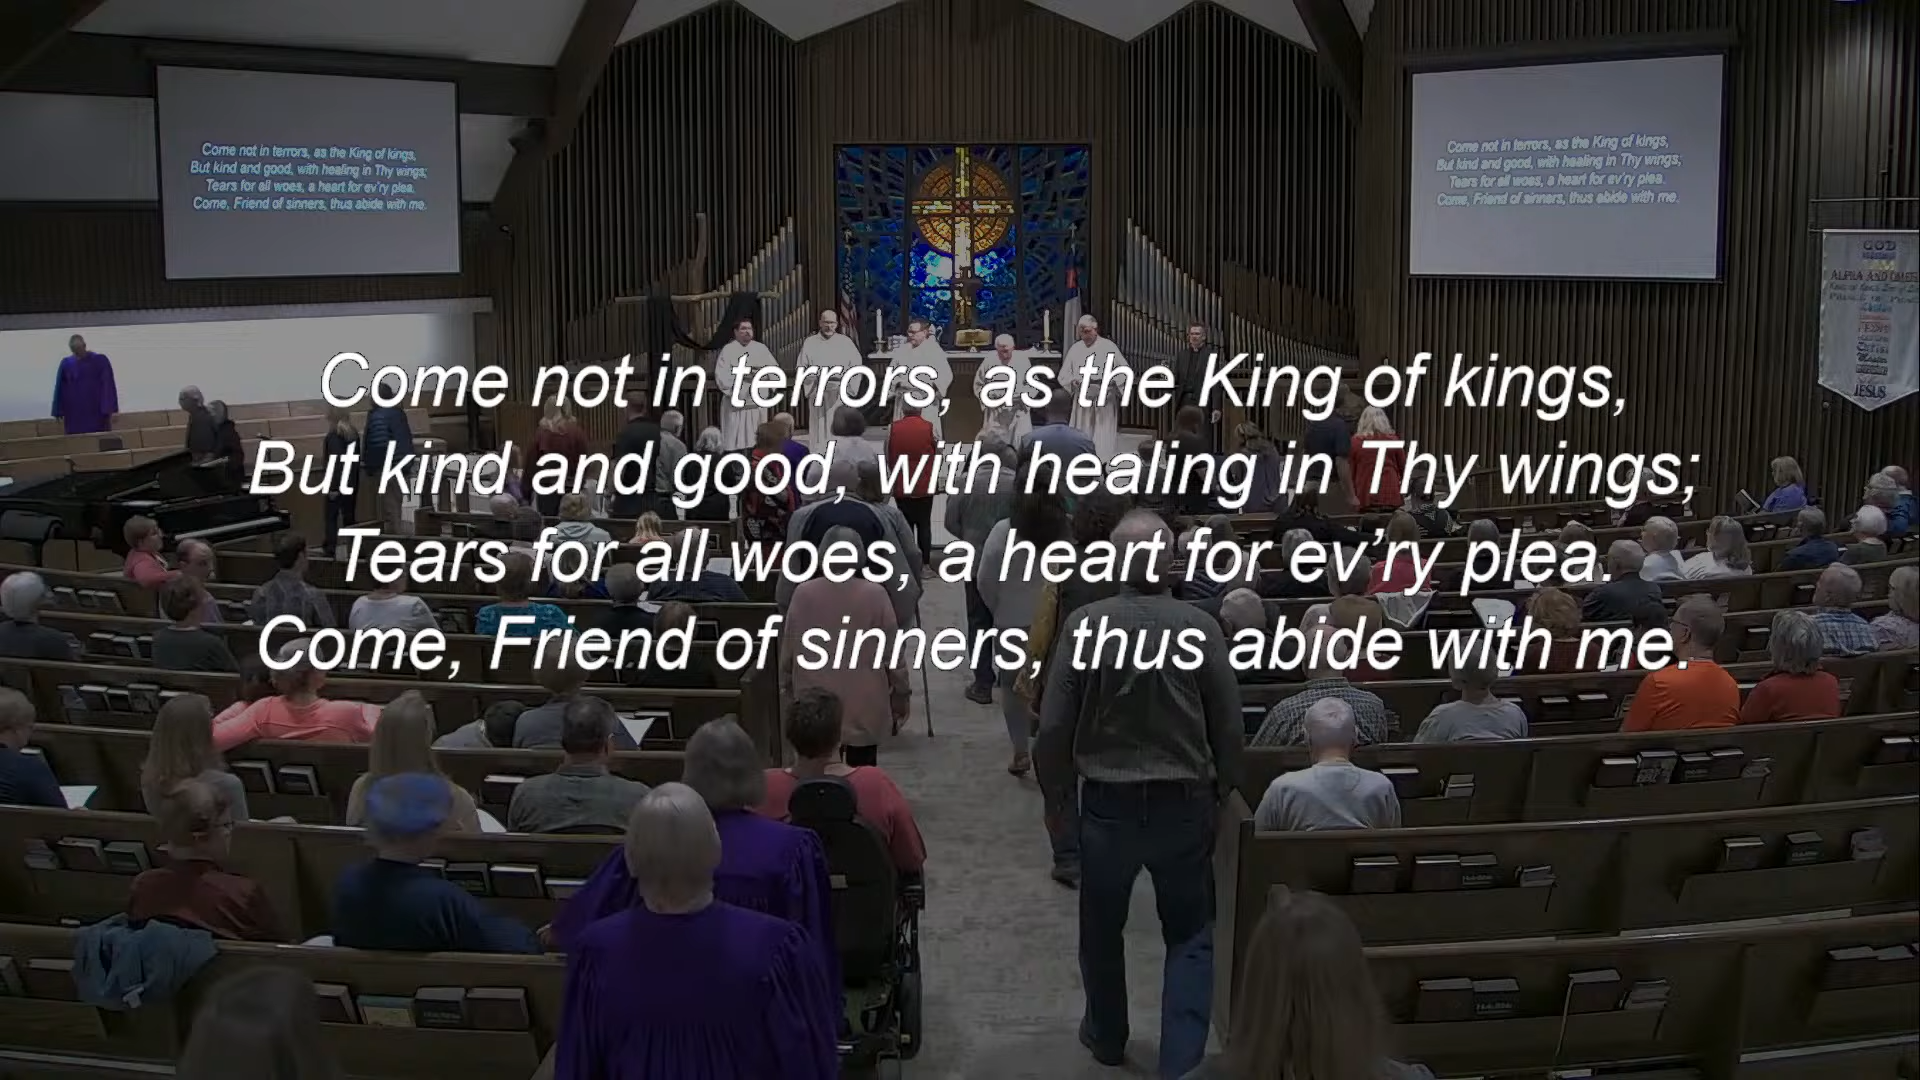 Come not in terrors, as the King of kings,
But kind and good, with healing in Thy wings;
Tears for all woes, a heart for ev'ry plea.
Come, Friend of sinners, thus abide with me.
Come not in terrors, as the King of kings,
But kind and good, with healing in Thy wings;
Tears for all woes, a heart for ev'ry plea.
Come, Friend of sinners, thus abide with me.
GOD
ALPHA AND OMEGA
JESUS
Come not in terrors, as the King of kings,
But kind and good, with healing in Thy wings;
Tears for all woes, a heart for ev’ry plea.
Come, Friend of sinners, thus abide with me.